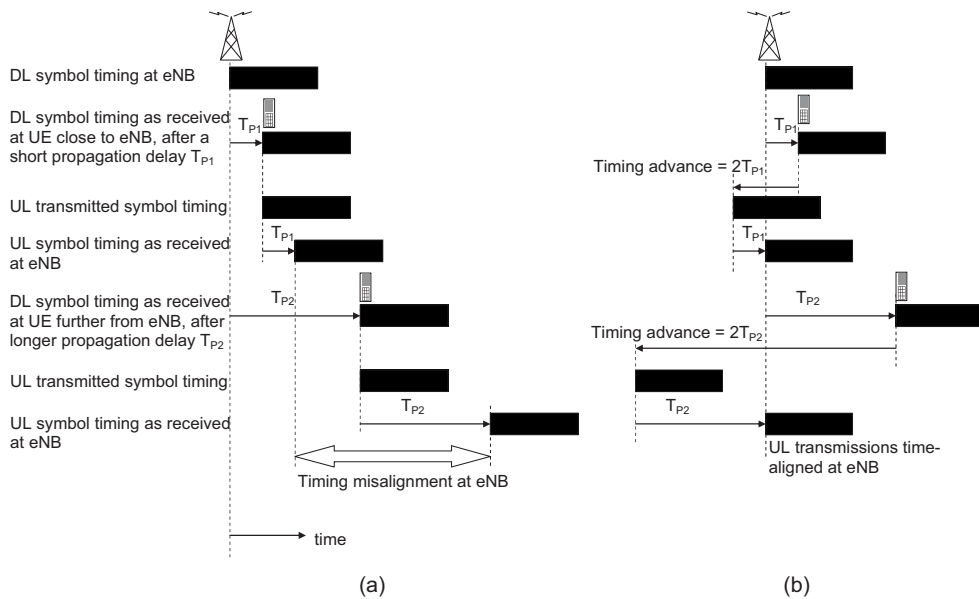 DL symbol timing at eNB
DL symbol timing as received
at UE close to eNB, after a
short propagation delay TP1
TP1
UL transmitted symbol timing
UL symbol timing as received
at eNB
TP1
DL symbol timing as received
at UE further from eNB, after
longer propagation delay TP2
TP2
UL transmitted symbol timing
UL symbol timing as received
at eNB
TP2
Timing misalignment at eNB
time
(a)
TP1
Timing advance = 2TP1
TP1
TP2
Timing advance = 2TP2
TP2
UL transmissions time-
aligned at eNB
(b)